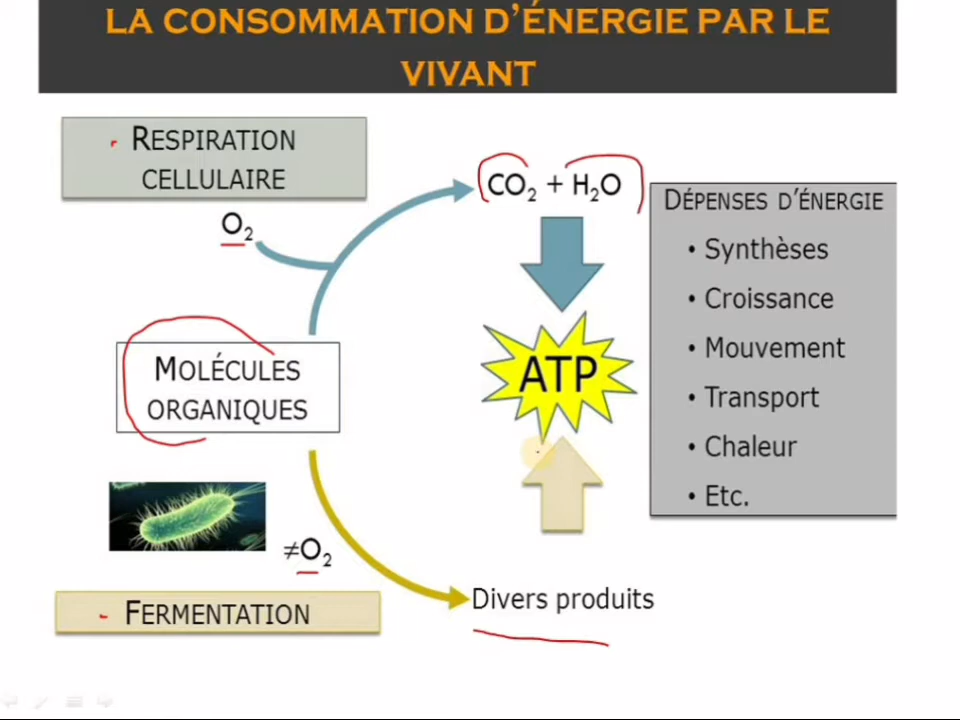 LA CONSOMMATION D'ÉNERGIE PAR LE
VIVANT
RESPIRATION
CELLULAIRE
O₂
CO₂ + H₂O
MOLÉCULES
ORGANIQUES
ATP
≠O₂
FERMENTATION
Divers produits
DÉPENSES D'ÉNERGIE
• Synthèses
• Croissance
• Mouvement
• Transport
• Chaleur
• Etc.